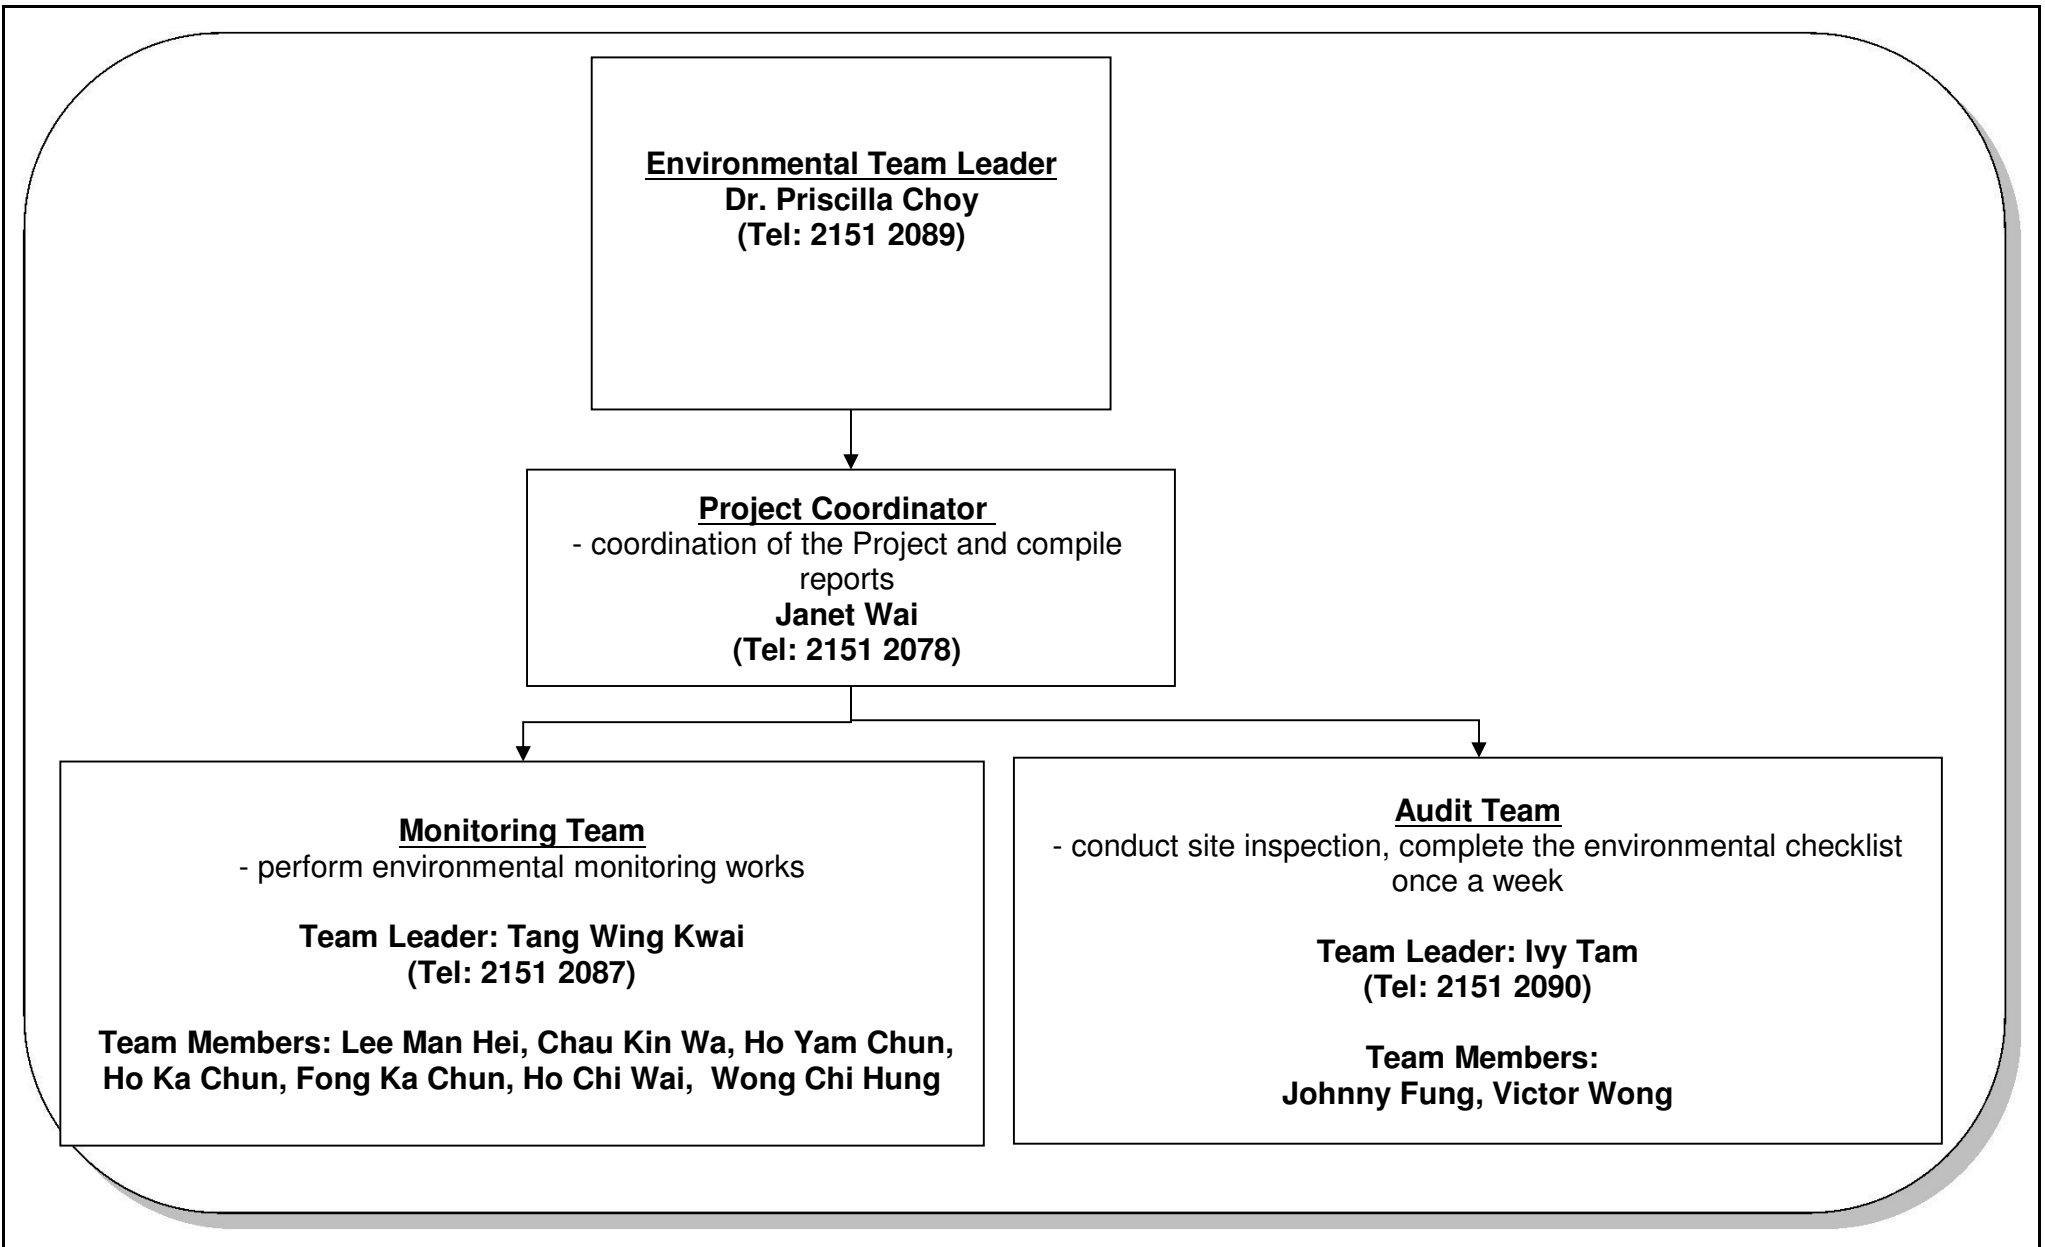 Environmental Team Leader
Dr. Priscilla Choy
(Tel: 2151 2089)
Project Coordinator
- coordination of the Project and compile
reports
Janet Wai
(Tel: 2151 2078)
Monitoring Team
- perform environmental monitoring works
Team Leader: Tang Wing Kwai
(Tel: 2151 2087)
Team Members: Lee Man Hei, Chau Kin Wa, Ho Yam Chun,
Ho Ka Chun, Fong Ka Chun, Ho Chi Wai, Wong Chi Hung
Audit Team
- conduct site inspection, complete the environmental checklist
once a week
Team Leader: Ivy Tam
(Tel: 2151 2090)
Team Members:
Johnny Fung, Victor Wong